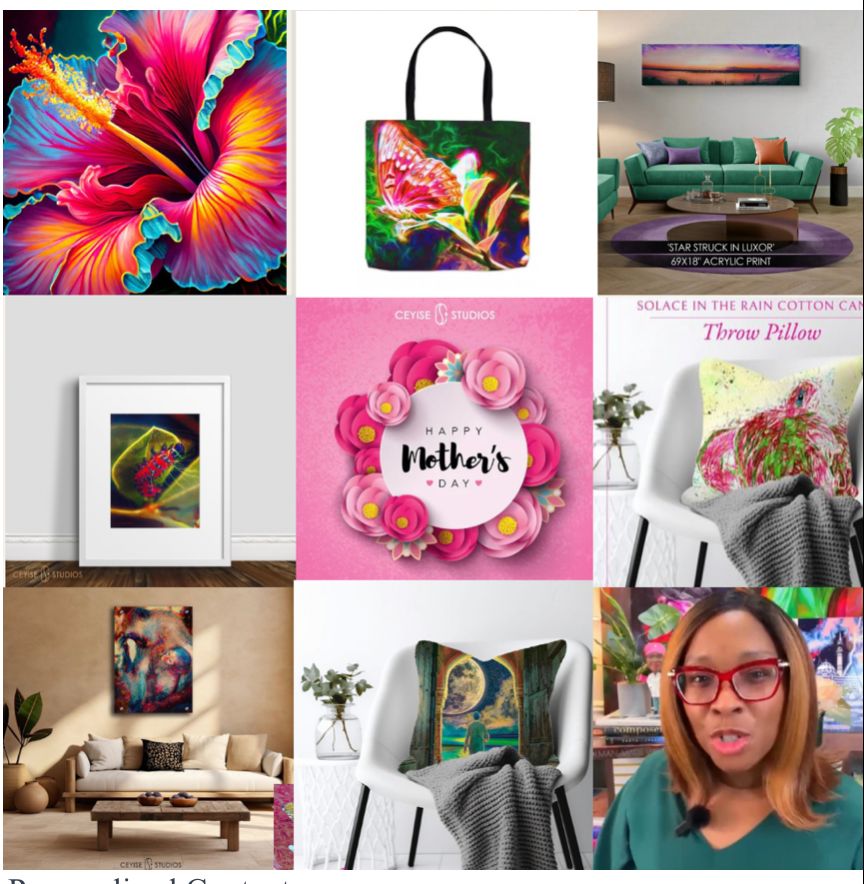 'STAR STRUCK IN LUXOR'
69X18" ACRYLIC PRINT
CEYISE STUDIOS
SOLACE IN THE RAIN COTTON CAN
Throw Pillow
HAPPY
Mother's
DAY
CEYISE STUDIOS
compose
CEYISE STUDIOS